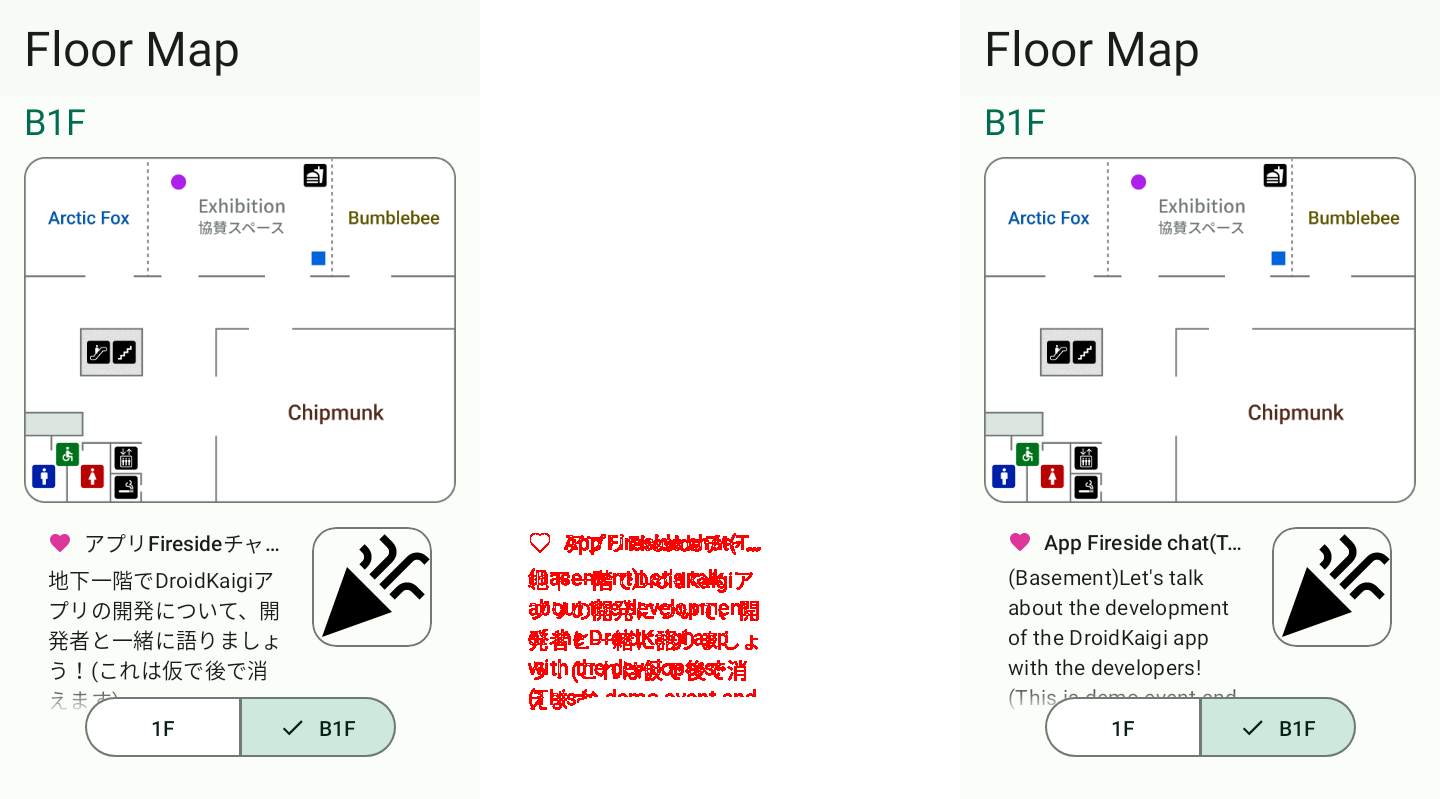 Floor Map
B1F
Arctic Fox
Exhibition
協賛スペース
Bumblebee
Chipmunk
アプリFiresideチャ...
地下一階でDroidKaigiア
プリの開発について、開
発者と一緒に語りましょ
う！(これは仮で後で消
えます)
1F
B1F
Floor Map
B1F
Arctic Fox
Exhibition
協賛スペース
Bumblebee
Chipmunk
App Fireside chat(T...
(Basement)Let's talk
about the development
of the DroidKaigi app
with the developers!
(This is demo event and
1F
B1F